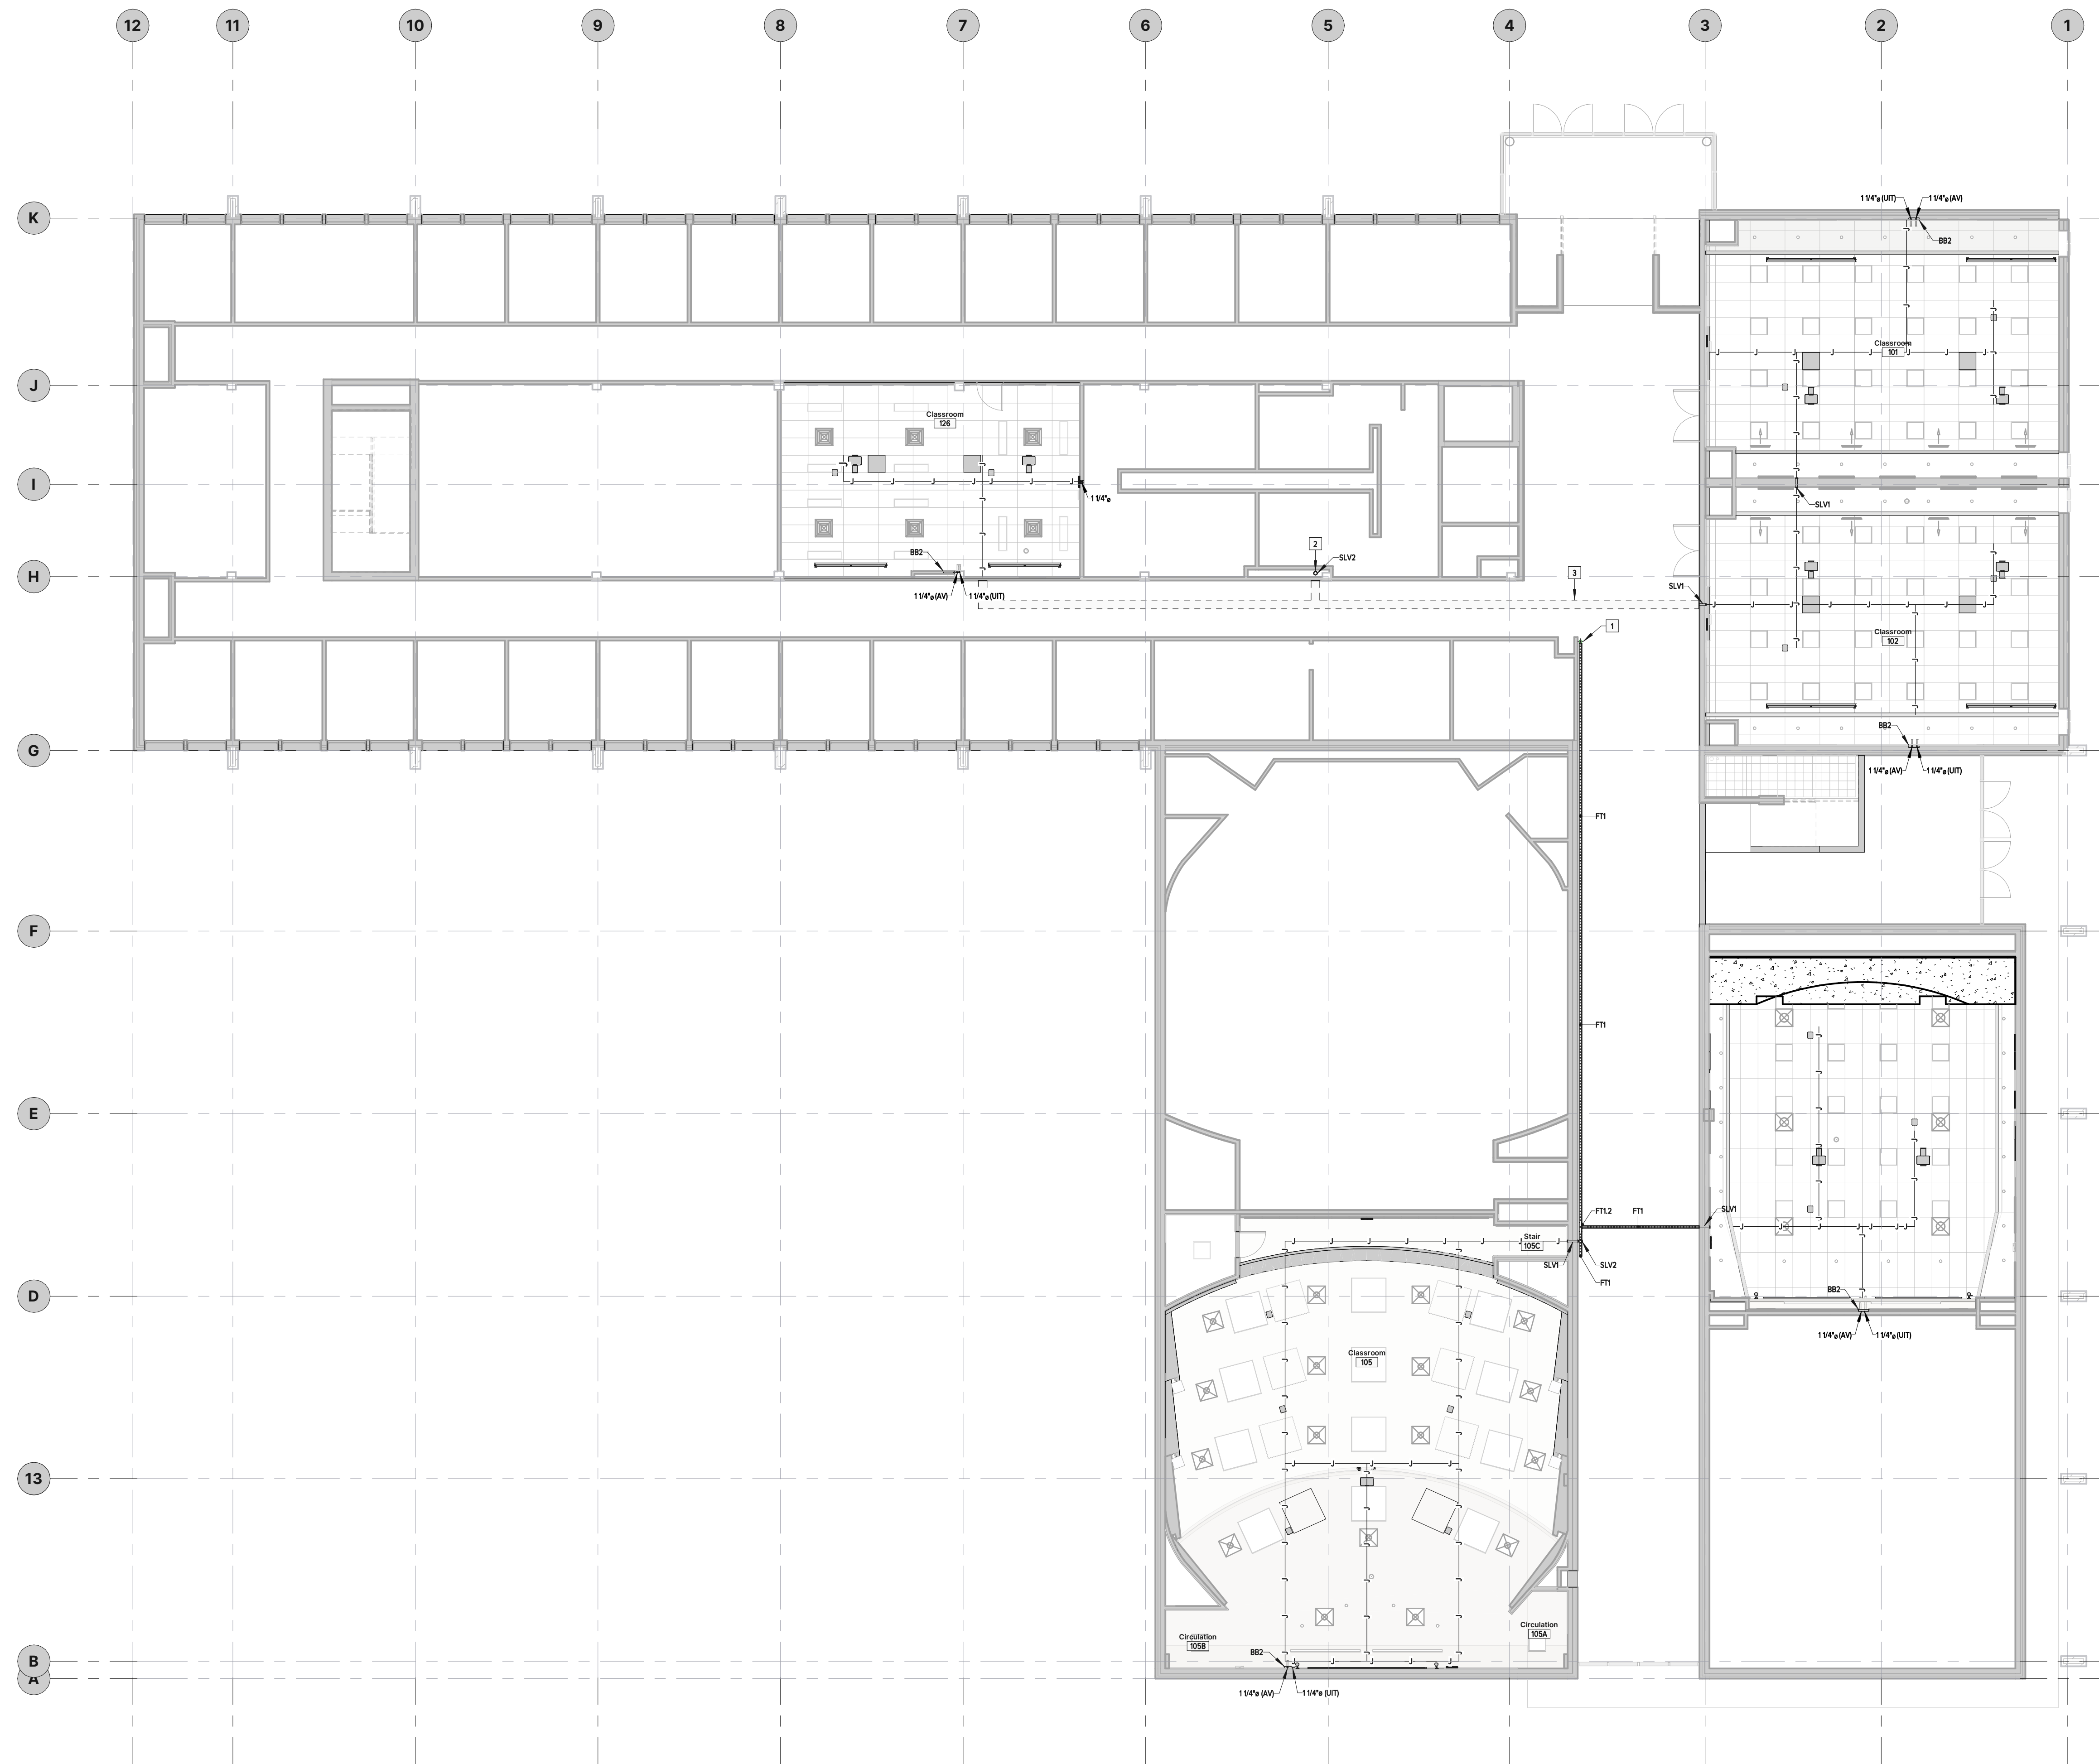 12 11 10 9 8 7 6 5 4 3 2 1
K
1 1/4"ø (UIT) 1 1/4"ø (AV)
BB2
Classroom
101
J
Classroom
126
I
1 1/4"ø
SLV1
2
BB2
SLV2
H
3
SLV1
1 1/4"ø (AV) 1 1/4"ø (UIT)
1
Classroom
102
BB2
G
1 1/4"ø (AV) 1 1/4"ø (UIT)
FT1
F
FT1
E
FT1.2 FT1 SLV1
Stair
105C
SLV1 SLV2
FT1
BB2
D
1 1/4"ø (AV) 1 1/4"ø (UIT)
Classroom
105
13
Circulation
105A
Circulation
105B
BB2
B
A
1 1/4"ø (AV) 1 1/4"ø (UIT)